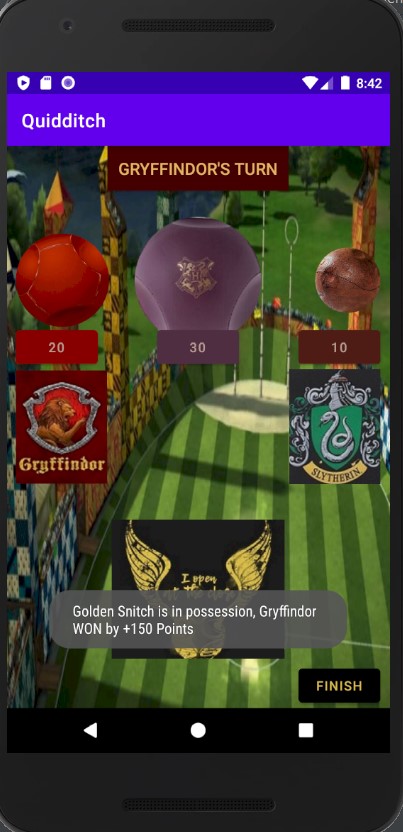 8:42
Quidditch
GRYFFINDOR'S TURN
20
30
10
Gryffindor
SLYTHERIN
I open
Golden Snitch is in possession, Gryffindor
WON by +150 Points
FINISH